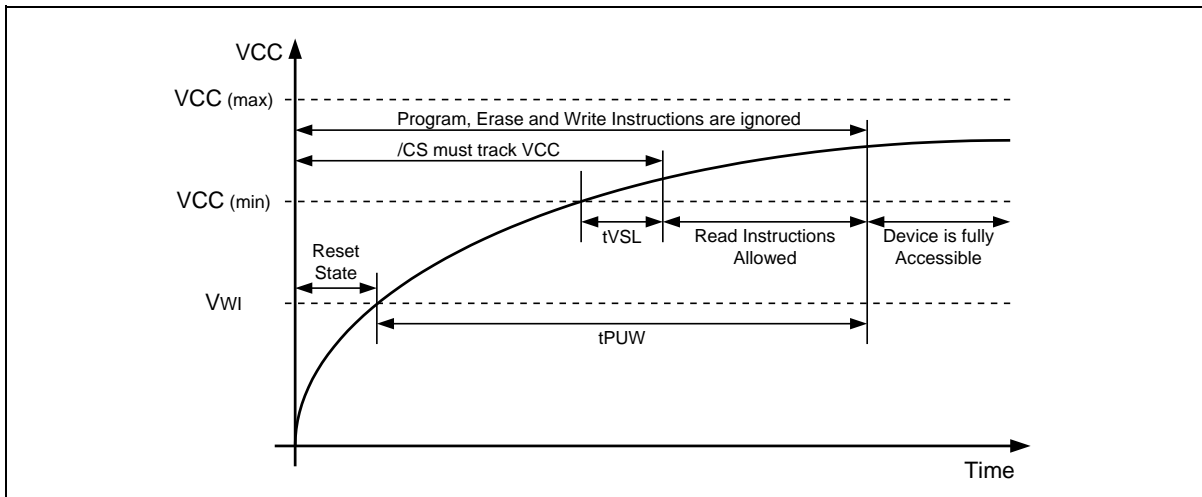 VCC
VCC (max)
Program, Erase and Write Instructions are ignored
/CS must track VCC
VCC (min)
tVSL
Read Instructions
Allowed
Device is fully
Accessible
Reset
State
VWI
tPUW
Time